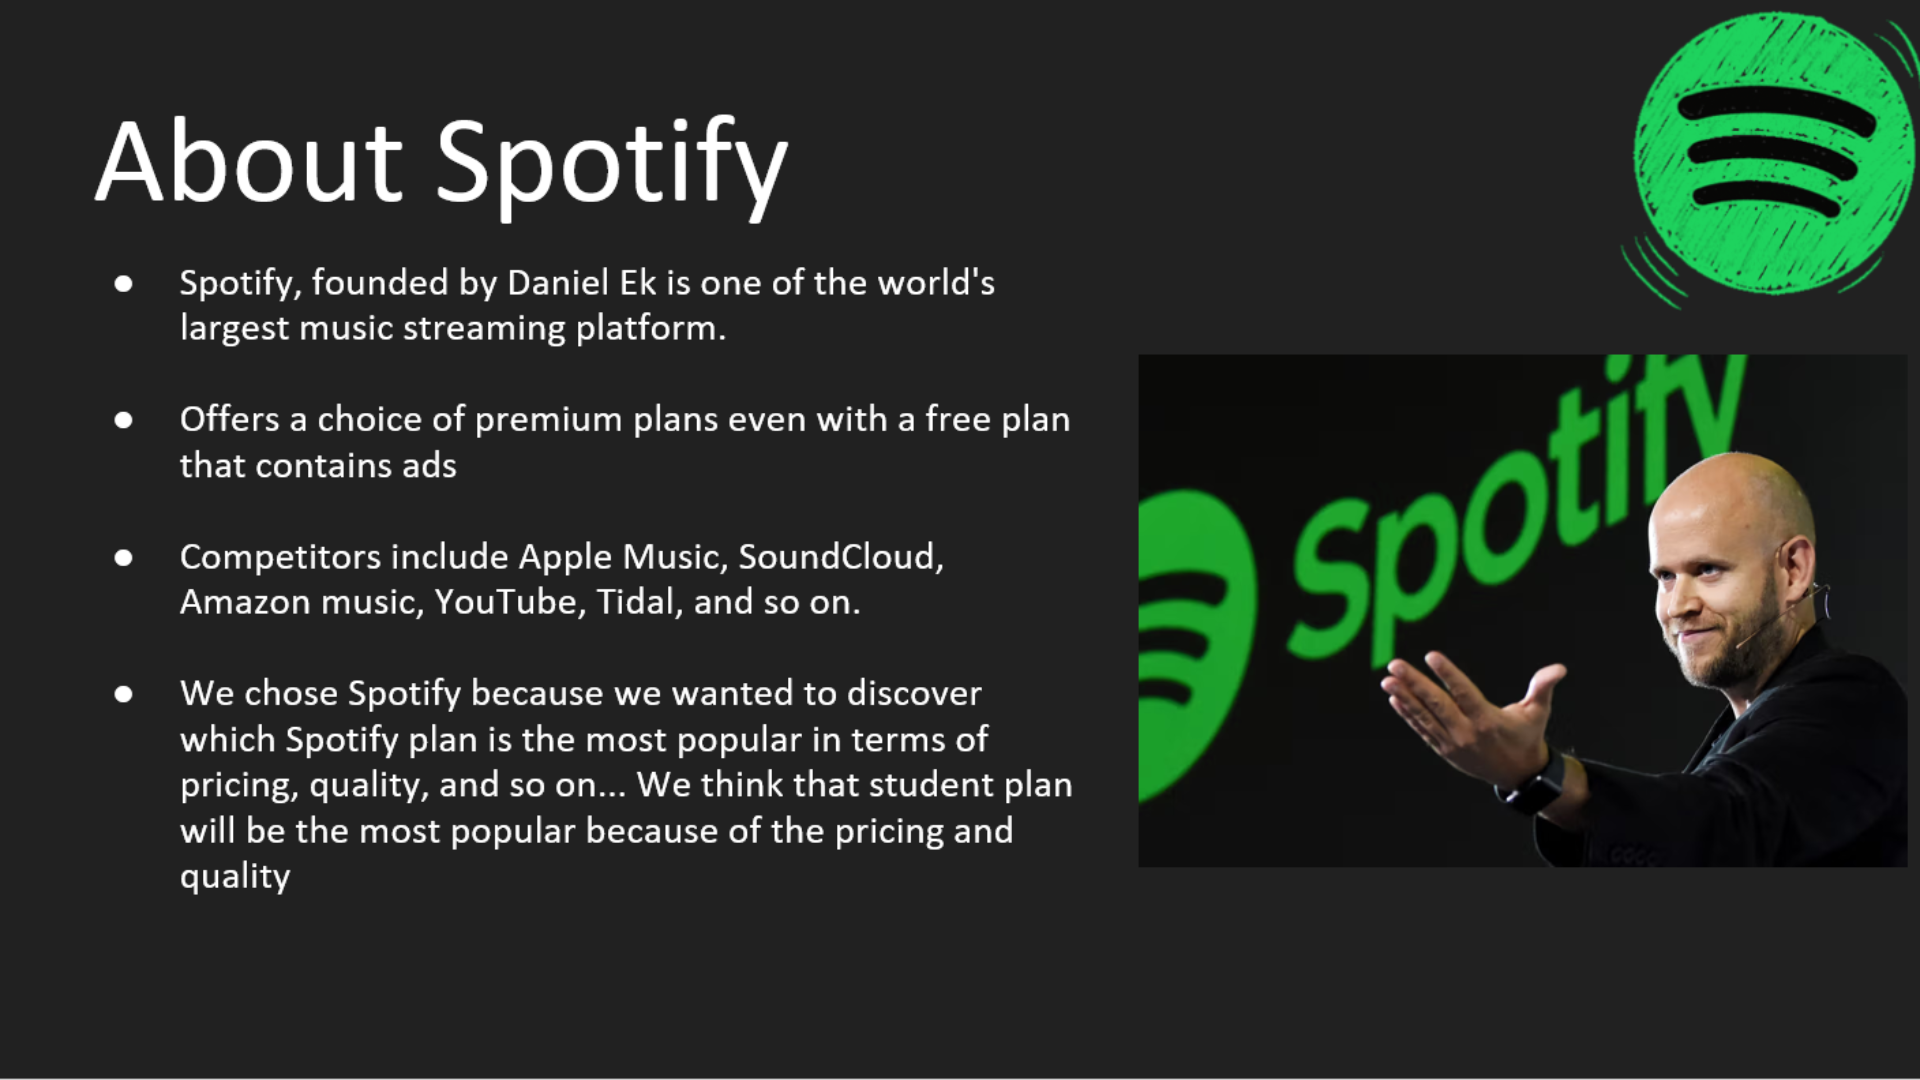 About Spotify
● Spotify, founded by Daniel Ek is one of the world's
largest music streaming platform.
● Offers a choice of premium plans even with a free plan
that contains ads
● Competitors include Apple Music, SoundCloud,
Amazon music, YouTube, Tidal, and so on.
● We chose Spotify because we wanted to discover
which Spotify plan is the most popular in terms of
pricing, quality, and so on... We think that student plan
will be the most popular because of the pricing and
quality
Spotify